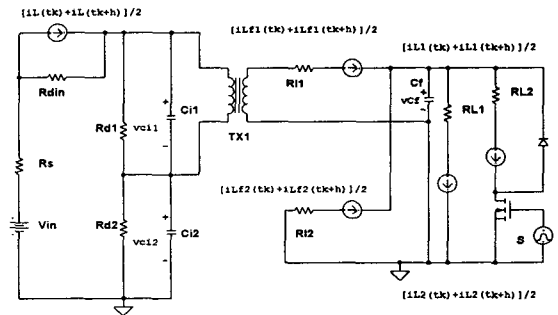 [iL(tk)+iL(tk+h)]/2
[iLf1(tk)+iLf1(tk+h)]/2
[iL1(tk)+iL1(tk+h)]/2
Rdin
Rl1
Cf
RL2
Rd1
vci1
Ci1
TX1
vCf
RL1
Rs
[iLf2(tk)+iLf2(tk+h)]/2
Vin
Rd2
vci2
Ci2
Rl2
S
[iL2(tk)+iL2(tk+h)]/2
+
-
+
-
+
-